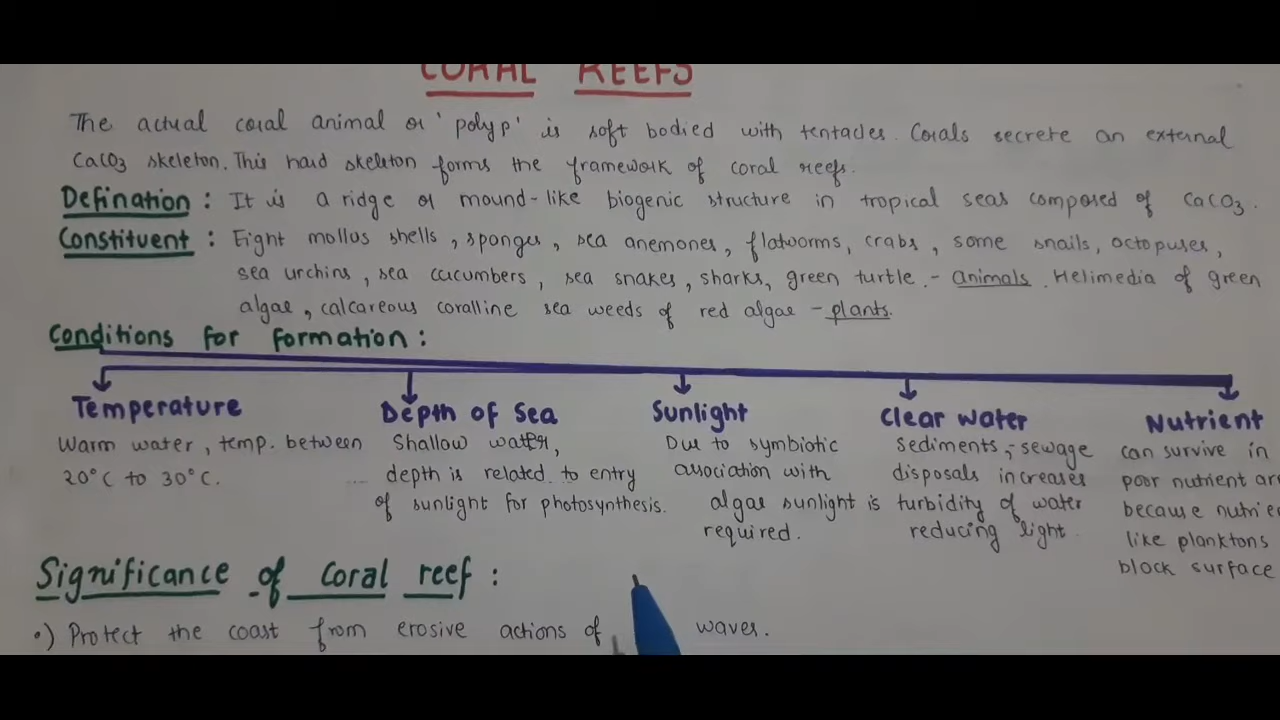 CORAL REEFS
The actual coral animal or 'polyp' is soft bodied with tentacles. Corals secrete an external
CaCO3 skeleton. This hard skeleton forms the framework of coral reefs.
Defination : It is a ridge or mound-like biogenic structure in tropical seas composed of CaCO3.
Constituent : Eight mollus shells, sponges, sea anemones, flatworms, crabs, some snails, octopuses,
sea urchins, sea cucumbers, sea snakes, sharks, green turtle. - animals. Helimedia of green
algae, calcareous coralline sea weeds of red algae - plants.
Conditions for formation :
Temperature
Warm water, temp. between
20°C to 30°C.
Depth of Sea
Shallow water,
depth is related to entry
of sunlight for photosynthesis.
Sunlight
Due to symbiotic
association with
algae sunlight is
required.
Clear water
Sediments, sewage
disposals increases
turbidity of water
reducing light.
Nutrient
can survive in
poor nutrient
because
like planktons
block surface
Significance of coral reef :
•) Protect the coast from erosive actions of waves.